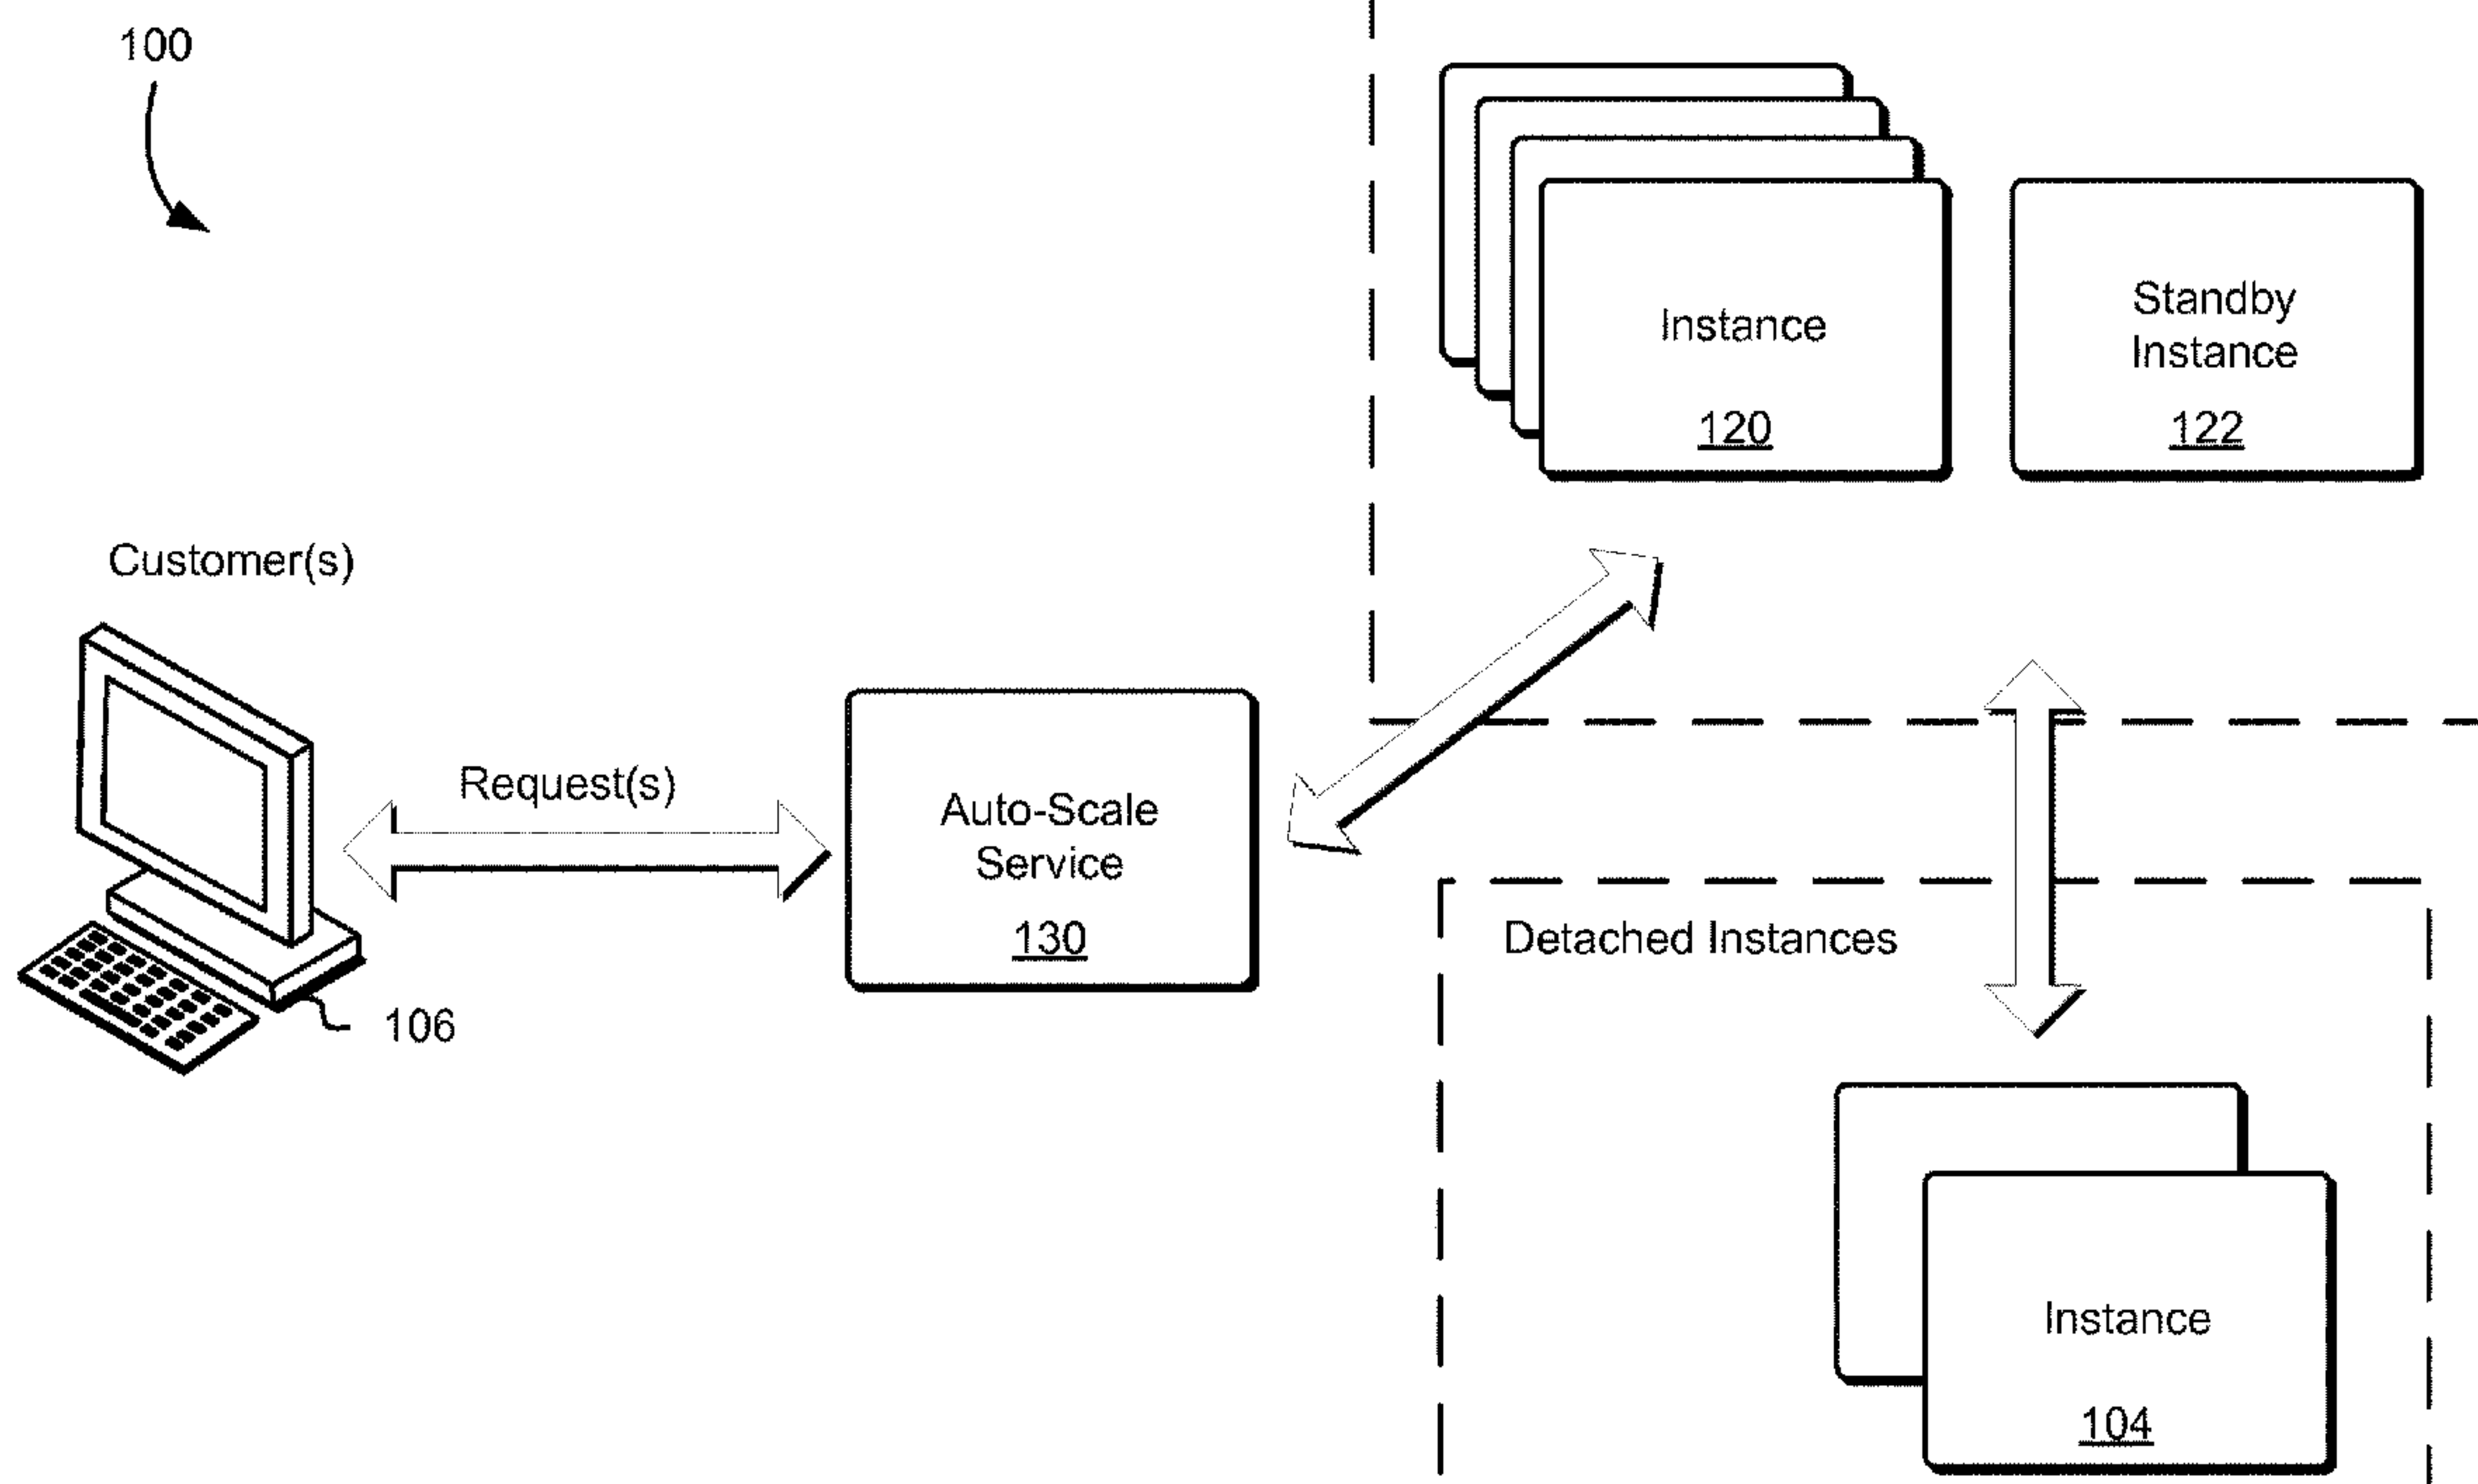 100
Instance
120
Standby
Instance
122
Customer(s)
Request(s)
Auto-Scale
Service
130
106
Detached Instances
Instance
104